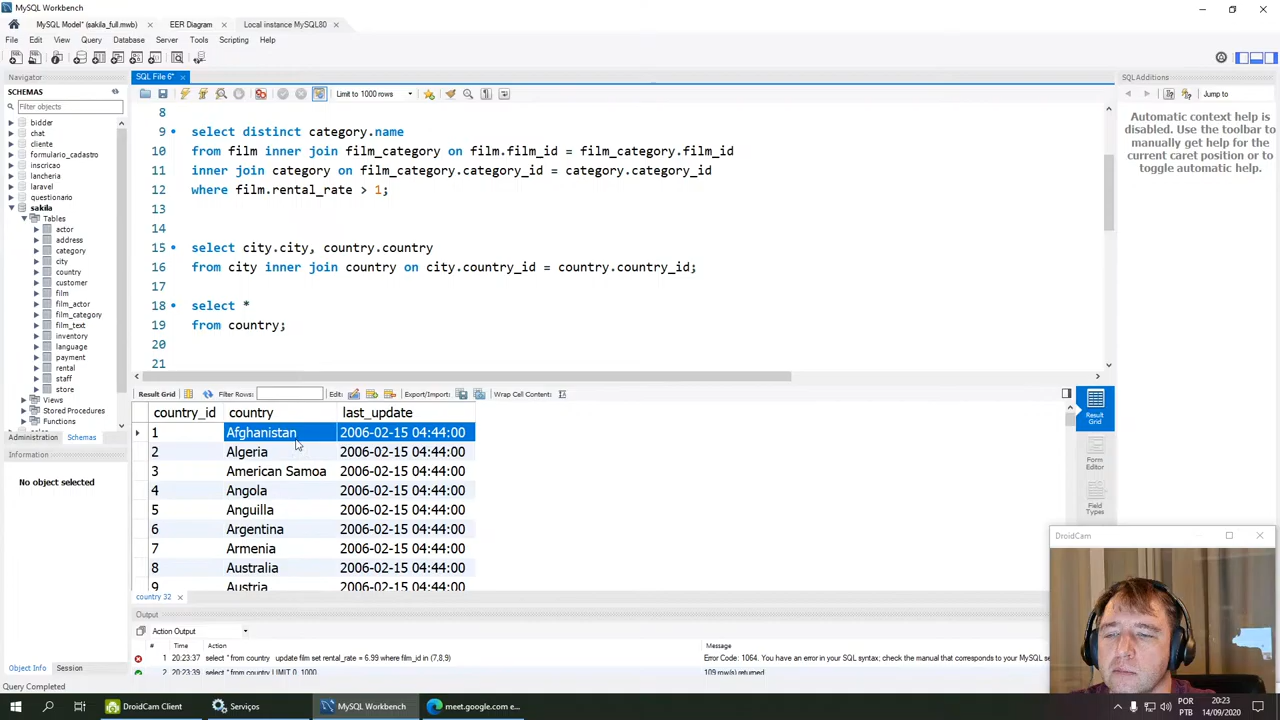 MySQL Workbench
MySQL Model* (sakila_full.mwb) EER Diagram Local instance MySQL80
File Edit View Query Database Server Tools Scripting Help
Navigator
SCHEMAS
Filter objects
bidder
chat
cliente
formulario_cadastro
inscricao
lancheria
laravel
questionario
sakila
Tables
actor
address
category
city
country
customer
film
film_actor
film_category
film_text
inventory
language
payment
rental
staff
store
Views
Stored Procedures
Functions
Administration Schemas
Information
No object selected
Object Info Session
Query Completed
SQL File 6*
Limit to 1000 rows
8
9 select distinct category.name
10 from film inner join film_category on film.film_id = film_category.film_id
11 inner join category on film_category.category_id = category.category_id
12 where film.rental_rate > 1;
13
14
15 select city.city, country.country
16 from city inner join country on city.country_id = country.country_id;
17
18 select *
19 from country;
20
21
Result Grid Filter Rows: Edit: Export/Import: Wrap Cell Content:
country_id country last_update
1 Afghanistan 2006-02-15 04:44:00
2 Algeria 2006-02-15 04:44:00
3 American Samoa 2006-02-15 04:44:00
4 Angola 2006-02-15 04:44:00
5 Anguilla 2006-02-15 04:44:00
6 Argentina 2006-02-15 04:44:00
7 Armenia 2006-02-15 04:44:00
8 Australia 2006-02-15 04:44:00
9 Austria 2006-02-15 04:44:00
Result Grid
Form Editor
Field Types
country 32
Output
Action Output
# Time Action Message
1 20:23:37 select * from country update film set rental_rate = 6.99 where film_id in (7,8,9) Error Code: 1064. You have an error in your SQL syntax; check the manual that corresponds to your MySQL se
2 20:23:39 select * from country LIMIT 0, 1000 109 row(s) returned
SQLAdditions
Jump to
Automatic context help is
disabled. Use the toolbar to
manually get help for the
current caret position or to
toggle automatic help.
DroidCam
DroidCam Client Serviços MySQL Workbench meet.google.com e...
POR
PTB
20:23
14/09/2020